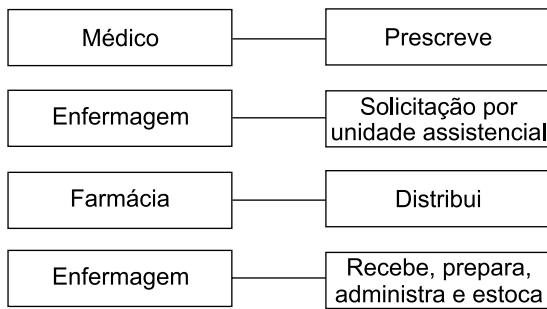 Médico
Prescreve
Enfermagem
Solicitação por
unidade assistencial
Farmácia
Distribui
Enfermagem
Recebe, prepara,
administra e estoca